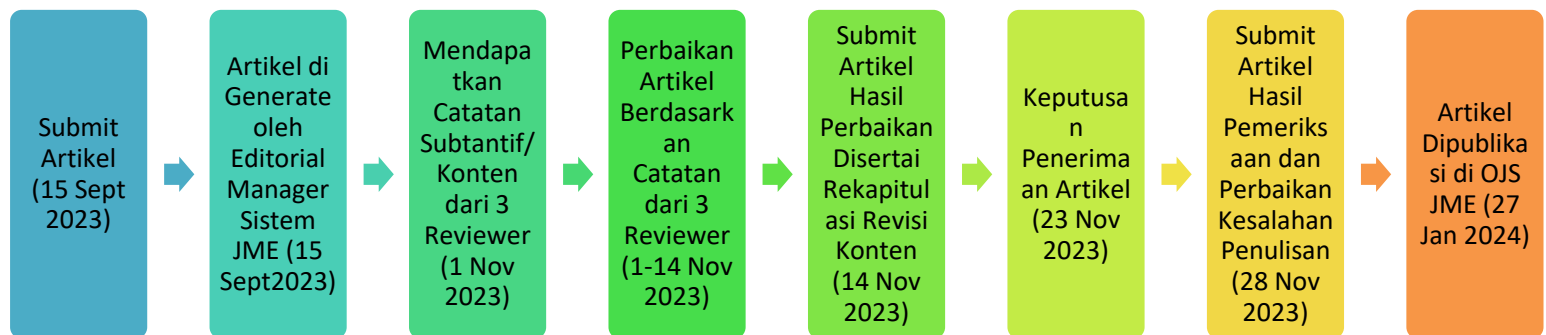 Submit
Artikel
(15 Sept
2023)
Artikel di
Generate
oleh
Editorial
Manager
Sistem
JME (15
Sept2023)
Mendapa
tkan
Catatan
Subtantif/
Konten
dari 3
Reviewer
(1 Nov
2023)
Perbaikan
Artikel
Berdasark
an
Catatan
dari 3
Reviewer
(1-14 Nov
2023)
Submit
Artikel
Hasil
Perbaikan
Disertai
Rekapitul
asi Revisi
Konten
(14 Nov
2023)
Keputusa
n
Penerima
an Artikel
(23 Nov
2023)
Submit
Artikel
Hasil
Pemeriks
aan dan
Perbaikan
Kesalahan
Penulisan
(28 Nov
2023)
Artikel
Dipublika
si di OJS
JME (27
Jan 2024)